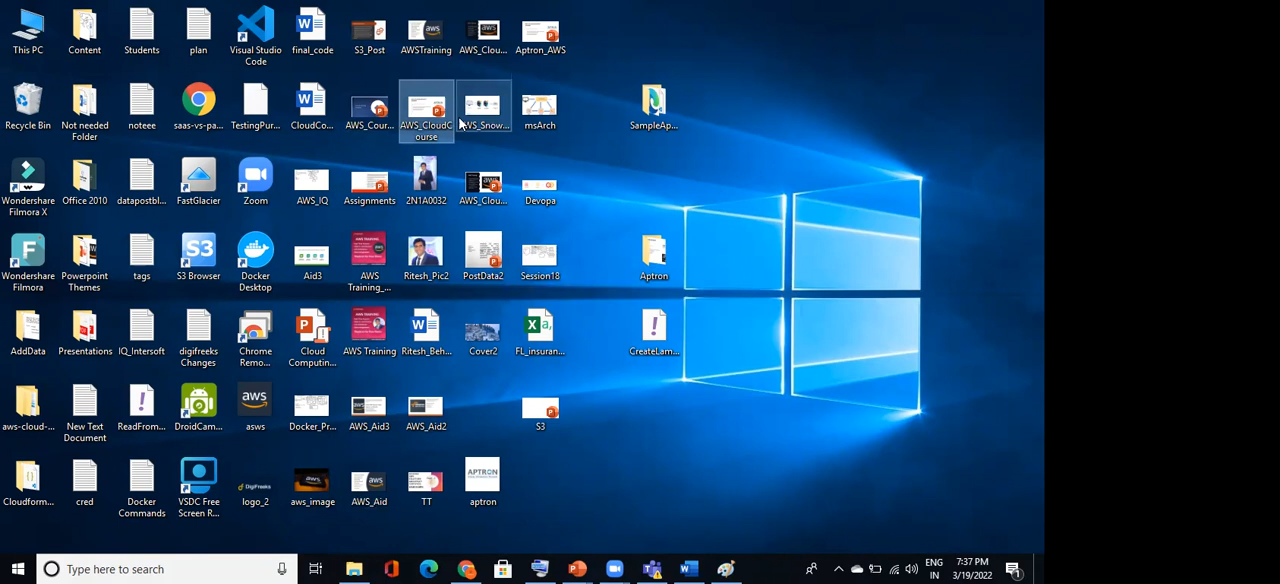 This PC
Content
Students
plan
Visual Studio
Code
final_code
S3_Post
AWSTraining
AWS_Clou...
Aptron_AWS
Recycle Bin
Not needed
Folder
noteee
saas-vs-pa...
TestingPur...
CloudCo...
AWS_Cour...
AWS_CloudC
ourse
AWS_Snow...
msArch
SampleAp...
Wondershare
Filmora X
Office 2010
datapostbl...
FastGlacier
Zoom
AWS_IQ
Assignments
2N1A0032
AWS_Clou...
Devopa
Wondershare
Filmora
Powerpoint
Themes
tags
S3 Browser
Docker
Desktop
Aid3
AWS
Training_...
Ritesh_Pic2
PostData2
Session18
Aptron
AddData
Presentations
IQ_Intersoft
digifreeks
Changes
Chrome
Remo...
Cloud
Computin...
AWS Training
Ritesh_Beh...
Cover2
FL_insuran...
CreateLam...
aws-cloud-...
New Text
Document
ReadFrom...
DroidCam...
asws
Docker_Pr...
AWS_Aid3
AWS_Aid2
S3
Cloudform...
cred
Docker
Commands
VSDC Free
Screen R...
logo_2
aws_image
AWS_Aid
TT
aptron
Type here to search
ENG
IN
7:37 PM
3/19/2022